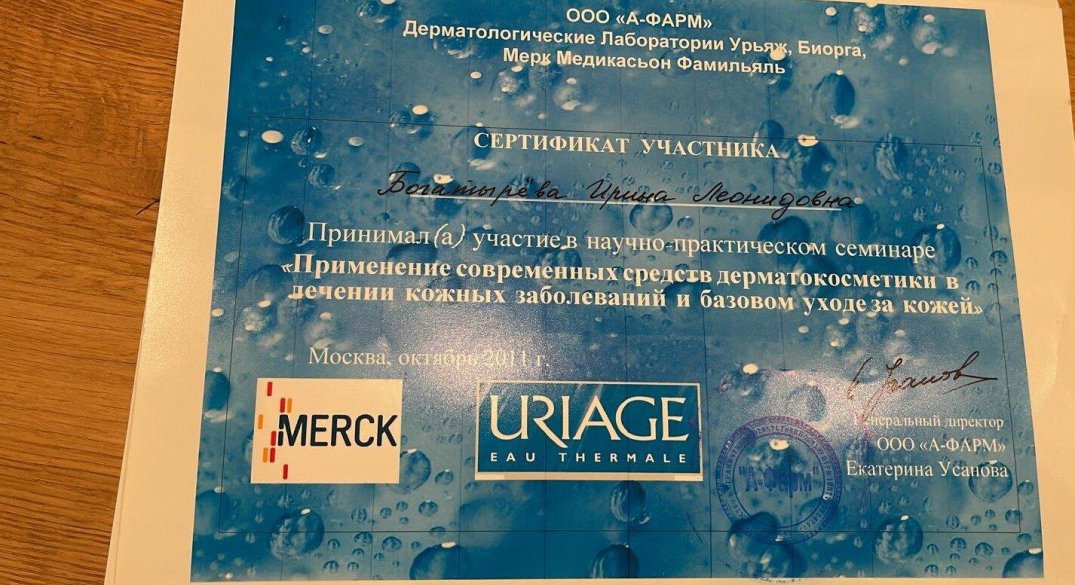 ООО «А-ФАРМ»
Дерматологические Лаборатории Урьяж, Биорга,
Мерк Медикасьон Фамильяль
СЕРТИФИКАТ УЧАСТНИКА
Богатырёва Ирина Леонидовна
Принимал(а) участие в научно-практическом семинаре
«Применение современных средств дерматокосметики в
лечении кожных заболеваний и базовом уходе за кожей»
Москва, октябрь 2011 г.
MERCK
URIAGE
EAU THERMALE
"А-Фарм"
Генеральный директор
ООО «А-ФАРМ»
Екатерина Усанова